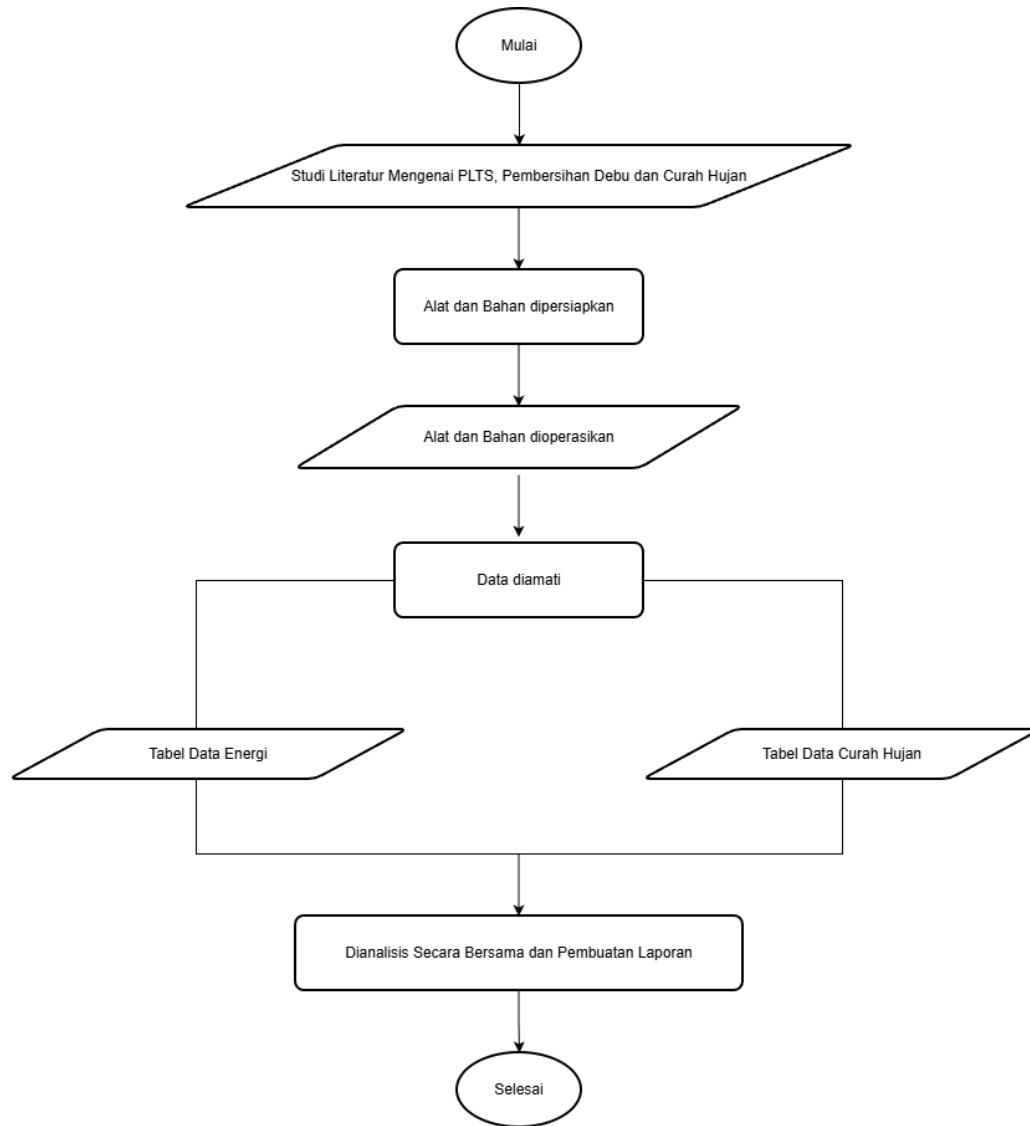 Mulai
Studi Literatur Mengenai PLTS, Pembersihan Debu dan Curah Hujan
Alat dan Bahan dipersiapkan
Alat dan Bahan dioperasikan
Data diamati
Tabel Data Energi
Tabel Data Curah Hujan
Dianalisis Secara Bersama dan Pembuatan Laporan
Selesai